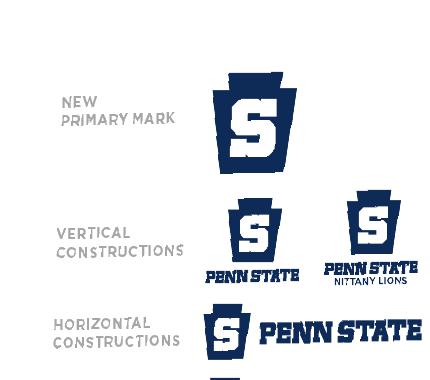 NEW
PRIMARY MARK
S
VERTICAL
CONSTRUCTIONS
S
PENN STATE
S
PENN STATE
NITTANY LIONS
HORIZONTAL
CONSTRUCTIONS
S
PENN STATE